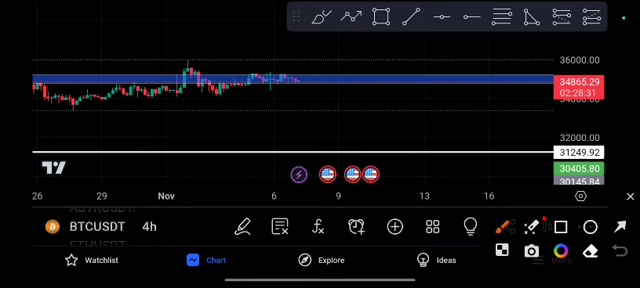 36000.00
34865.29
02:28:31
34000.00
32000.00
31249.92
30405.80
30145.84
26 29 Nov 6 9 13 16
BTCUSDT 4h
ETHUSDT
Watchlist Chart Explore Ideas